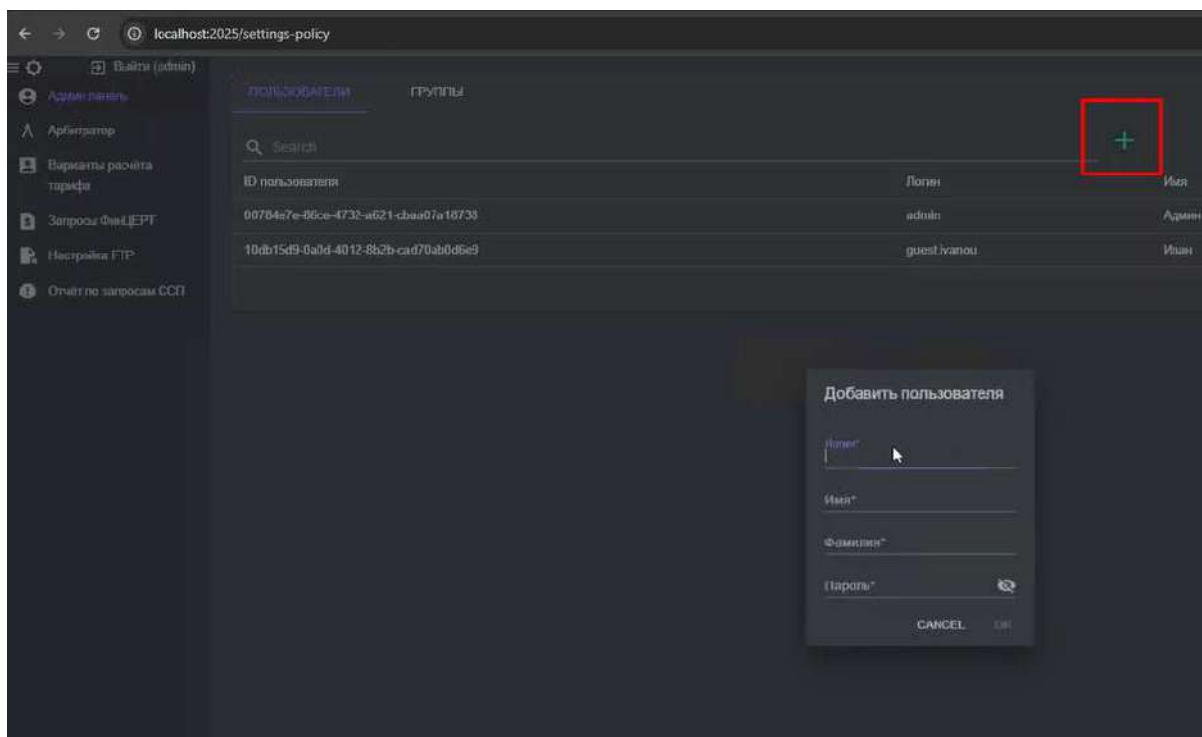 localhost:2025/settings-policy
Выйти (admin)
Админ панель
ПОЛЬЗОВАТЕЛИ ГРУППЫ
Арбитратор
Search
Варианты расчёта
тарифа
ID пользователя Логин Имя
Запросы ФинЦЕРТ
00784e7e-86ce-4732-a621-cbaa07a18738 admin Админ
Настройка FTP
10db15d9-0a0d-4012-8b2b-cad70ab0d6e9 guest.ivanou Иван
Отчёт по запросам ССП
Добавить пользователя
Логин*
Имя*
Фамилия*
Пароль*
CANCEL OK